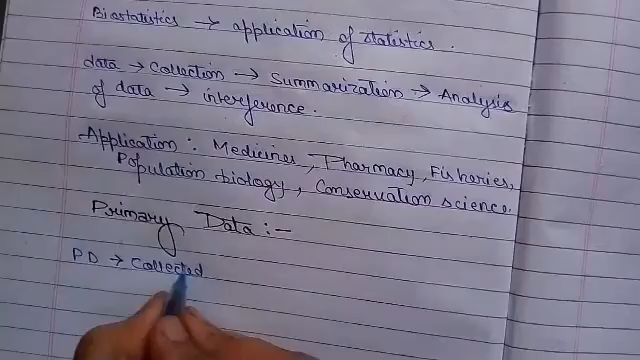 Biostatistics → application of statistics.
data → Collection → Summarization → Analysis
of data → interference.
Application : Medicines, Pharmacy, Fisheries,
Population biology, Conservation science.
Primary Data :-
PD → Collected